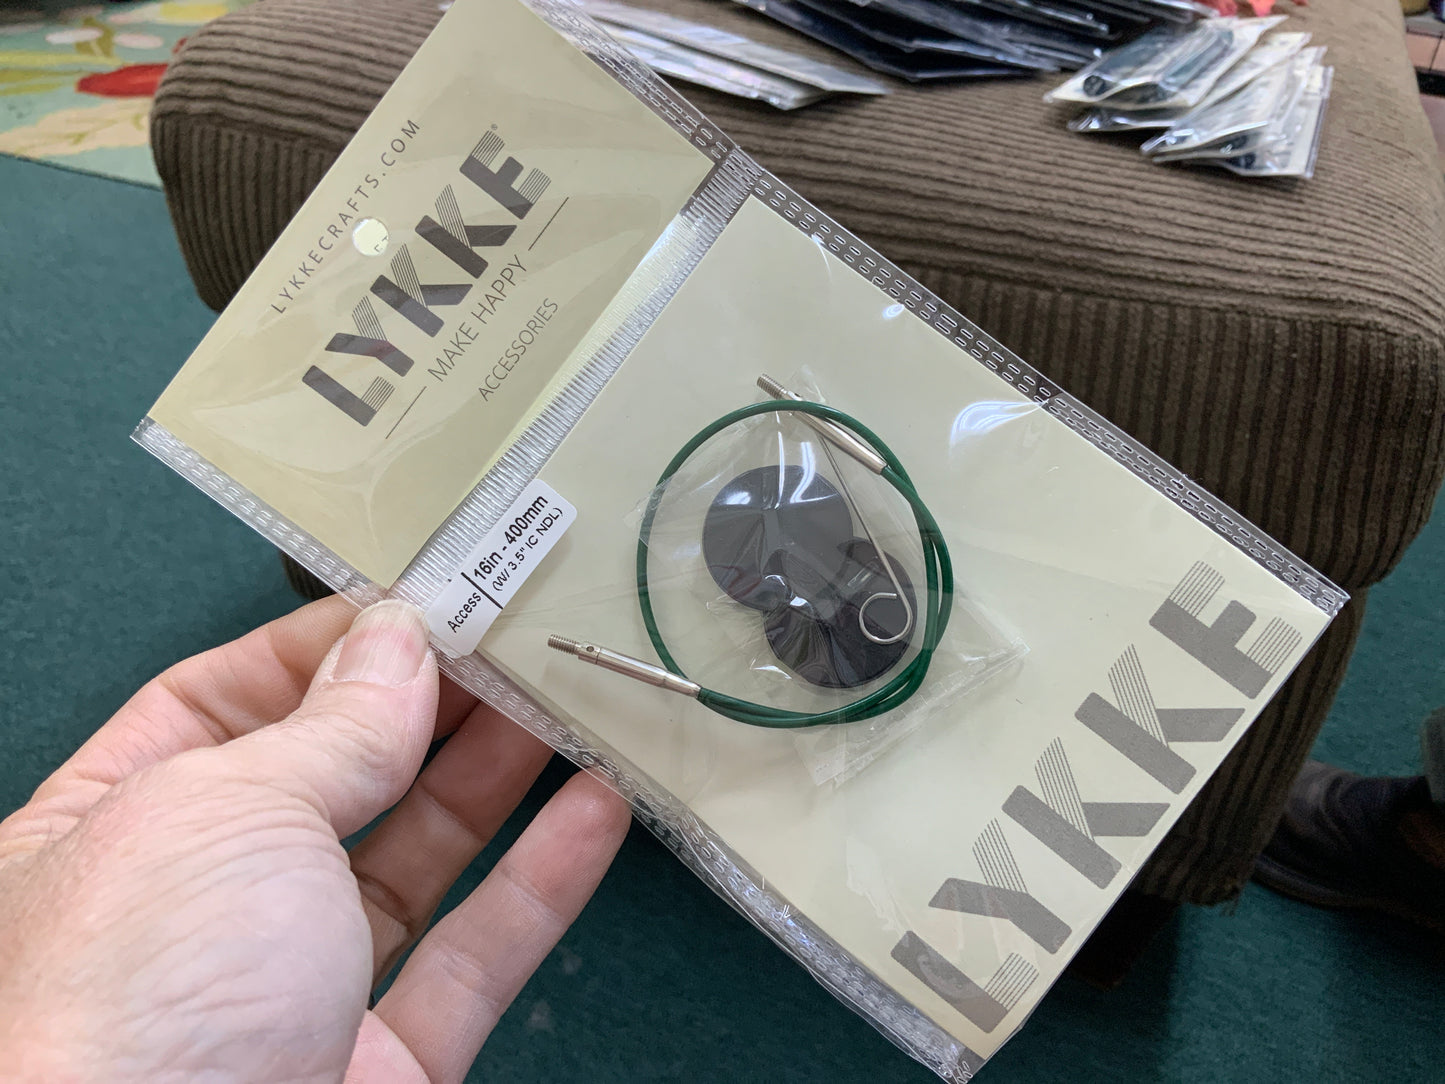 LYKKECRAFTS.COM
LYKKE®
MAKE HAPPY
ACCESSORIES
Access
16in - 400mm
(W/ 3.5" IC NDL)
LYKKE